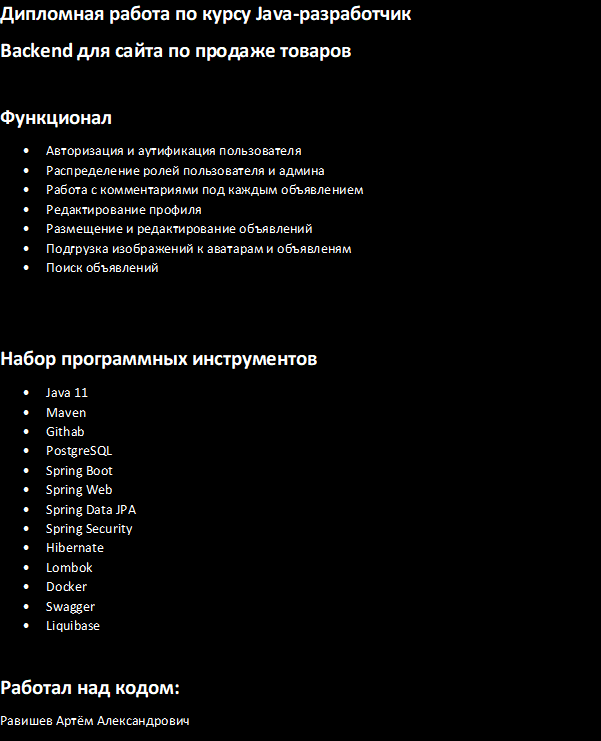 Дипломная работа по курсу Java-разработчик
Backend для сайта по продаже товаров
Функционал
• Авторизация и аутификация пользователя
• Распределение ролей пользователя и админа
• Работа с комментариями под каждым объявлением
• Редактирование профиля
• Размещение и редактирование объявлений
• Подгрузка изображений к аватарам и объявленям
• Поиск объявлений
Набор программных инструментов
• Java 11
• Maven
• Githab
• PostgreSQL
• Spring Boot
• Spring Web
• Spring Data JPA
• Spring Security
• Hibernate
• Lombok
• Docker
• Swagger
• Liquibase
Работал над кодом:
Равишев Артём Александрович